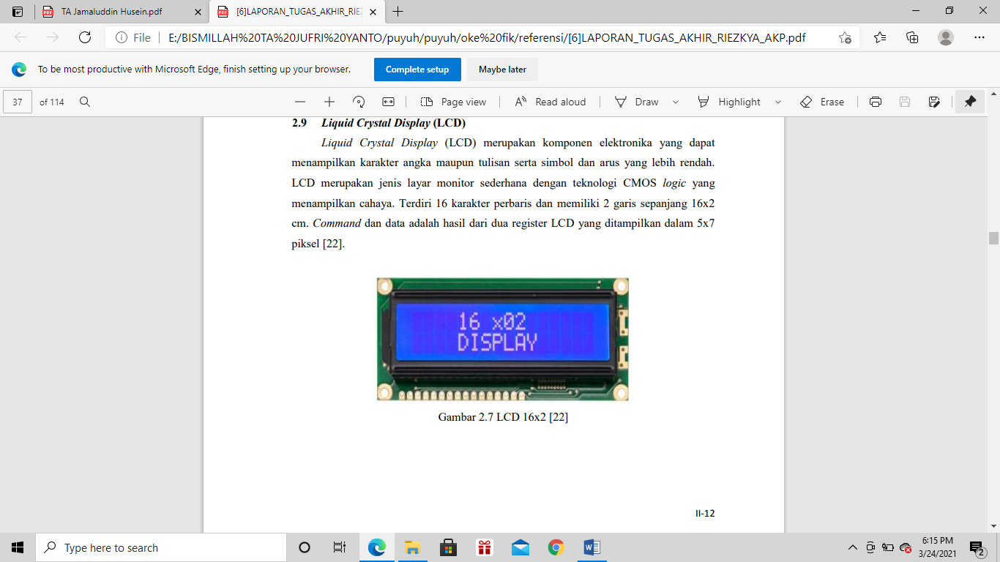 TA Jamaluddin Husein.pdf
[6]LAPORAN_TUGAS_AKHIR_RIEZ
File
E:/BISMILLAH%20TA%20JUFRI%20YANTO/puyuh/puyuh/oke%20fik/referensi/[6]LAPORAN_TUGAS_AKHIR_RIEZKYA_AKP.pdf
To be most productive with Microsoft Edge, finish setting up your browser.
Complete setup
Maybe later
37 of 114
Page view
Read aloud
Draw
Highlight
Erase
2.9 Liquid Crystal Display (LCD)
Liquid Crystal Display (LCD) merupakan komponen elektronika yang dapat
menampilkan karakter angka maupun tulisan serta simbol dan arus yang lebih rendah.
LCD merupakan jenis layar monitor sederhana dengan teknologi CMOS logic yang
menampilkan cahaya. Terdiri 16 karakter perbaris dan memiliki 2 garis sepanjang 16x2
cm. Command dan data adalah hasil dari dua register LCD yang ditampilkan dalam 5x7
piksel [22].
16 x02
DISPLAY
Gambar 2.7 LCD 16x2 [22]
II-12
Type here to search
6:15 PM
3/24/2021
2